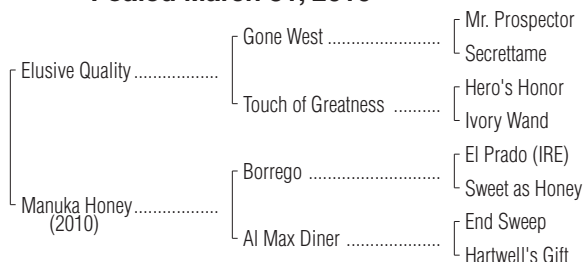 Foaled March 31, 2016
Mr. Prospector
Gone West
Secrettame
Elusive Quality
Hero's Honor
Touch of Greatness
Ivory Wand
El Prado (IRE)
Borrego
Sweet as Honey
Manuka Honey
(2010)
End Sweep
Al Max Diner
Hartwell's Gift